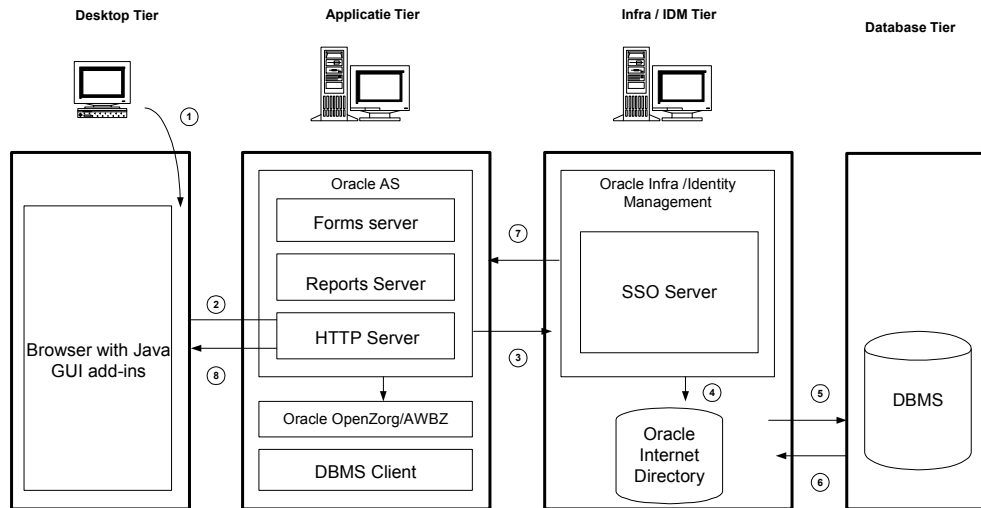 Desktop Tier
Applicatie Tier
Infra / IDM Tier
Database Tier
1
Oracle AS
Forms server
Reports Server
HTTP Server
Oracle OpenZorg/AWBZ
DBMS Client
Browser with Java
GUI add-ins
2
8
7
3
Oracle Infra /Identity
Management
SSO Server
4
Oracle
Internet
Directory
5
6
DBMS